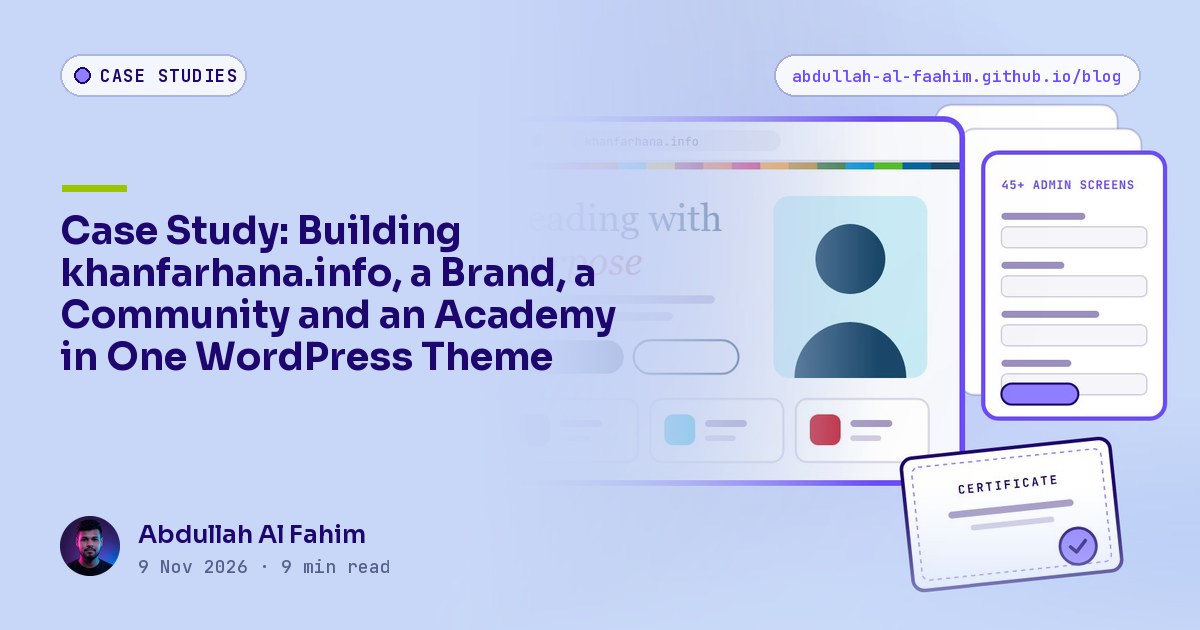 CASE STUDIES
abdullah-al-faahim.github.io/blog
khanfarhana.info
45+ ADMIN SCREENS
eading with
Case Study: Building
khanfarhana.info, a Brand, a
Community and an Academy
in One WordPress Theme
CERTIFICATE
Abdullah Al Fahim
9 Nov 2026 · 9 min read